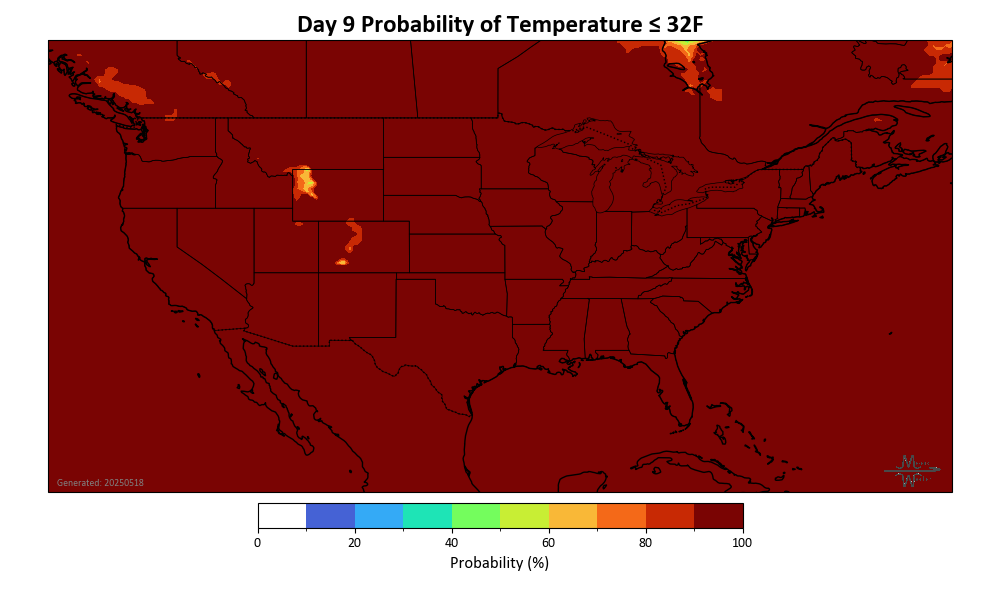 Day 9 Probability of Temperature ≤ 32F
Generated: 20250518
0 20 40 60 80 100
Probability (%)